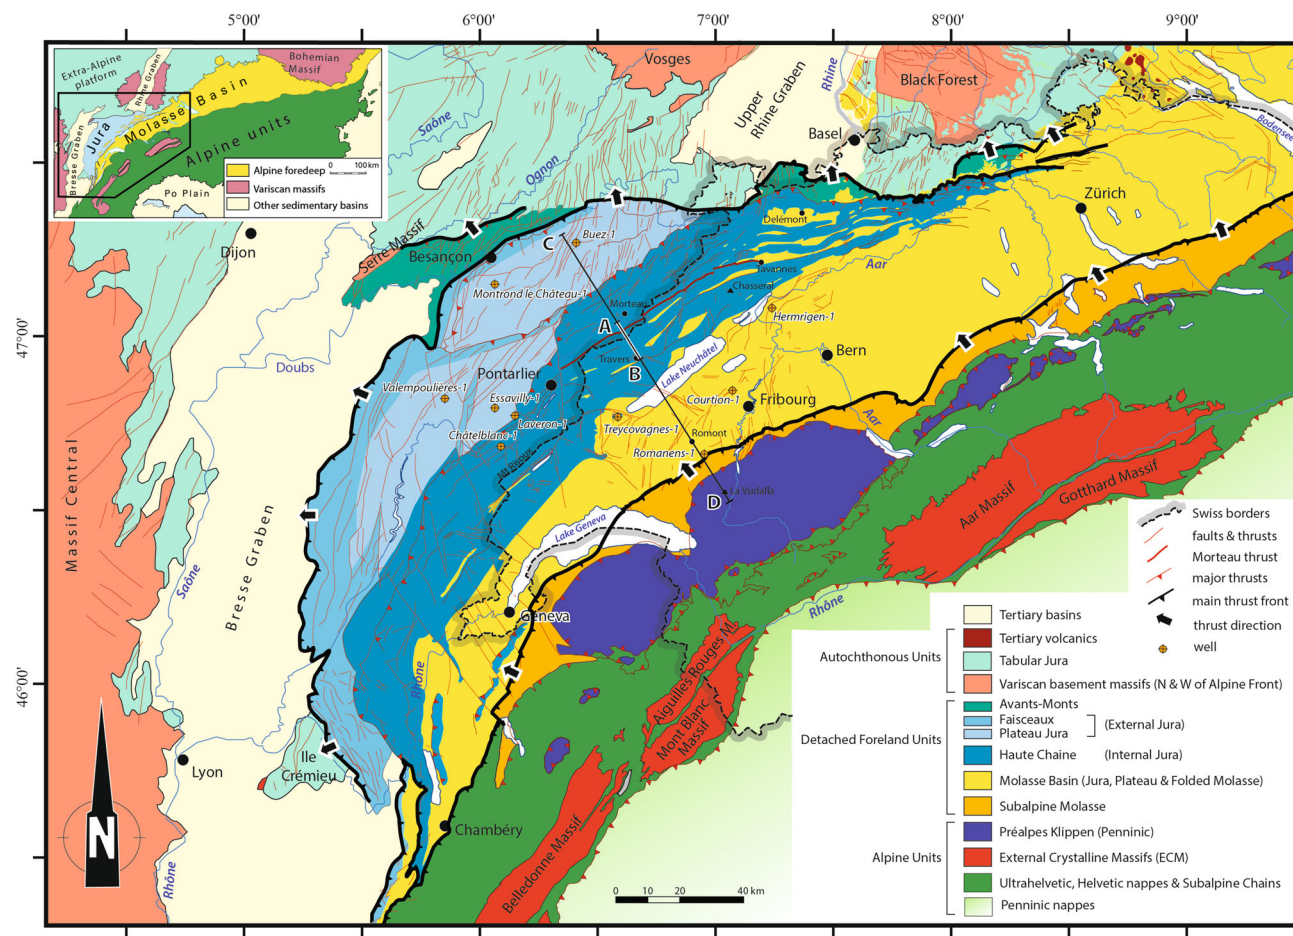 5°00'
6°00'
7°00'
8°00'
9°00'
47°00'
46°00'
Extra-Alpine
platform
Rhine Graben
Bohemian
Massif
Molasse Basin
Jura
Bresse Graben
Alpine units
Po Plain
Alpine foredeep
0 100 km
Variscan massifs
Other sedimentary basins
Vosges
Saône
Ognon
Upper
Rhine Graben
Rhine
Black Forest
Basel
Bodensee
Zürich
Dijon
Serre Massif
Besançon
C
Buez-1
Delémont
Montrond le Château-1
Tavannes
Chasseral
Aar
Morteau
Hermrigen-1
A
Travers
B
Lake Neuchâtel
Bern
Doubs
Pontarlier
Valempoulières-1
Essavilly-1
Laveron-1
Châtelblanc-1
Courtion-1
Fribourg
Treycovagnes-1
Romont
Romanens-1
Aar
D
La Vudalla
Massif Central
Saône
Bresse Graben
Lake Geneva
Geneva
Rhône
Aar Massif
Gotthard Massif
Rhône
Aiguilles Rouges M.
Mont Blanc
Massif
Belledonne Massif
Lyon
Ile
Crémieu
Chambéry
Rhône
N
0 10 20 40 km
Swiss borders
faults & thrusts
Morteau thrust
major thrusts
main thrust front
thrust direction
well
Tertiary basins
Autochthonous Units
Tertiary volcanics
Tabular Jura
Variscan basement massifs (N & W of Alpine Front)
Detached Foreland Units
Avants-Monts
Faisceaux
Plateau Jura
(External Jura)
Haute Chaine (Internal Jura)
Molasse Basin (Jura, Plateau & Folded Molasse)
Subalpine Molasse
Alpine Units
Préalpes Klippen (Penninic)
External Crystalline Massifs (ECM)
Ultrahelvetic, Helvetic nappes & Subalpine Chains
Penninic nappes